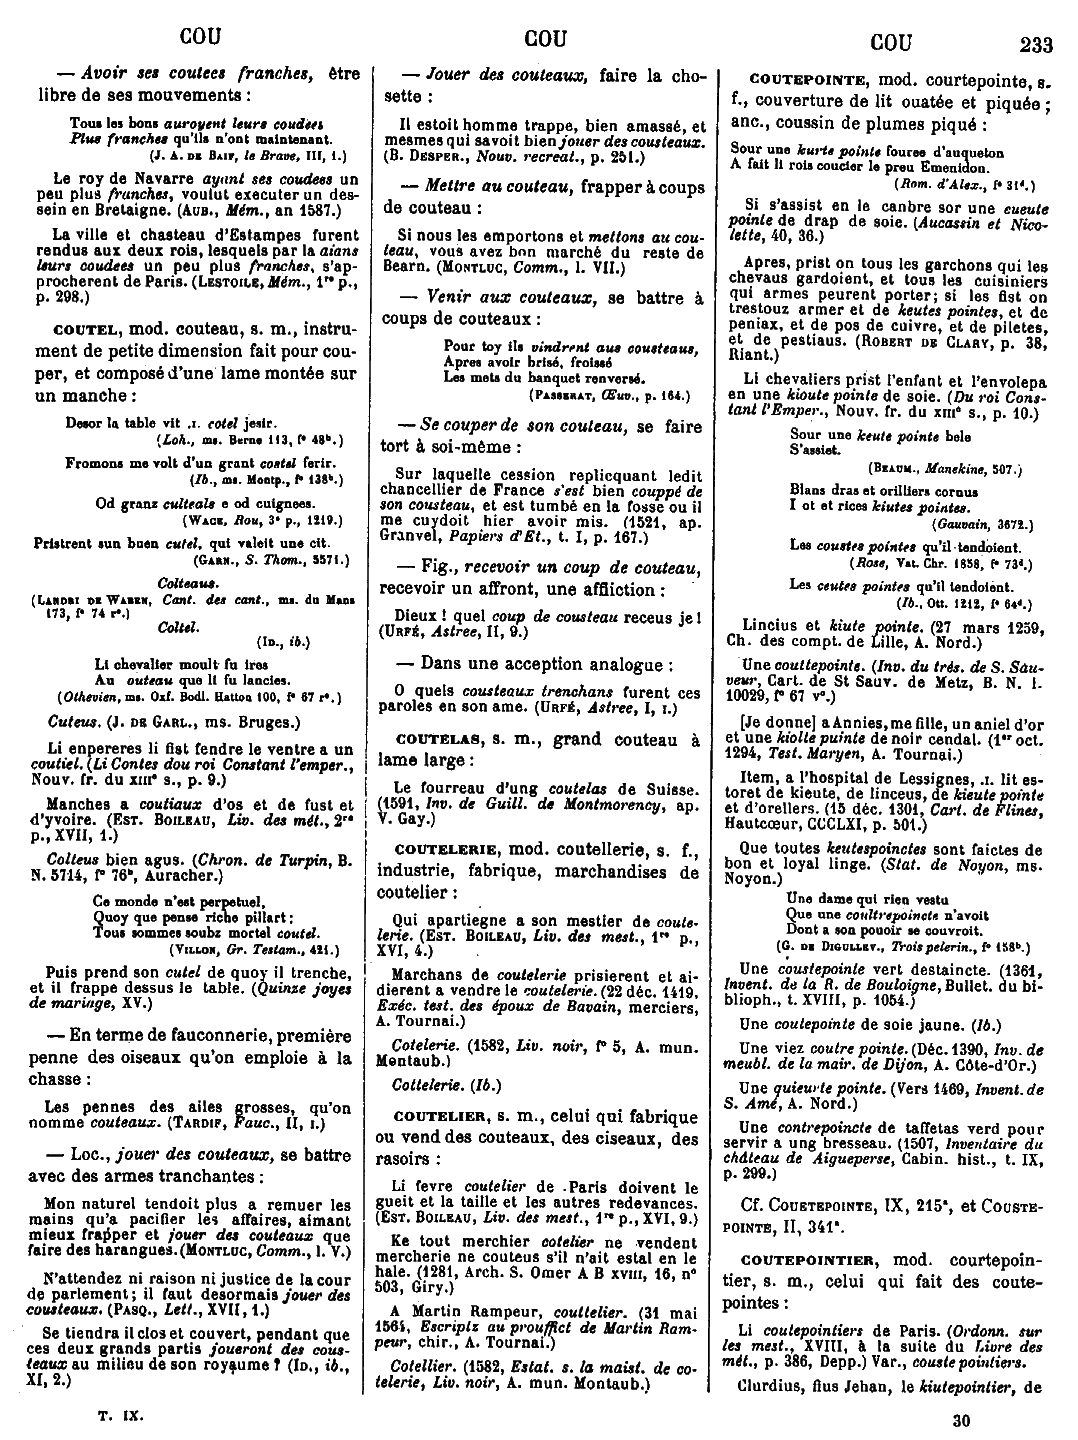 COU
COU
COU
233
— Avoir ses coutees franches, être
libre de ses mouvements :
Tous les bons auroyent leurs coudees
Plus franches qu'ils n'ont maintenant.
(J. A. DE BAIF, le Brave, III, 1.)
Le roy de Navarre ayant ses coudees un
peu plus franches, voulut executer un des-
sein en Bretaigne. (AUB., Mém., an 1587.)
La ville et chasteau d'Estampes furent
rendus aux deux rois, lesquels par la aians
leurs coudees un peu plus franches, s'ap-
procherent de Paris. (LESTOILE, Mém., 1re p.,
p. 298.)
COUTEL, mod. couteau, s. m., instru-
ment de petite dimension fait pour cou-
per, et composé d'une lame montée sur
un manche :
Desor la table vit .I. cotel jesir.
(Loh., ms. Berne 113, f° 48b.)
Fromons me volt d'un grant costel ferir.
(Ib., ms. Montp., f° 138b.)
Od granz culteals e od cuignees.
(WACE, Rou, 3e p., 1219.)
Pristrent sun buen cutel, qui valeit une cit.
(GARN., S. Thom., 5571.)
Colteaus.
(LANDRI DE WABEN, Cant. des cant., ms. du Mans
173, f° 74 r°.)
Coltel.
(ID., ib.)
Li chevalier moult fu ires
Au outeau que li fu lancies.
(Othevien, ms. Oxf. Bodl. Hatton 100, f° 67 r°.)
Cuteus. (J. DE GARL., ms. Bruges.)
Li enpereres li fist fendre le ventre a un
coutiel. (Li Contes dou roi Constant l'emper.,
Nouv. fr. du XIIIe s., p. 9.)
Manches a coutiaux d'os et de fust et
d'yvoire. (EST. BOILEAU, Liv. des mét., 2re
p., XVII, 1.)
Colteus bien agus. (Chron. de Turpin, B.
N. 5714, f° 76b, Auracher.)
Ce monde n'est perpetuel,
Quoy que pense riche pillart :
Tous sommes soubz mortel coutel.
(VILLON, Gr. Testam., 421.)
Puis prend son cutel de quoy il trenche,
et il frappe dessus le table. (Quinze joyes
de mariage, XV.)
— En terme de fauconnerie, première
penne des oiseaux qu'on emploie à la
chasse :
Les pennes des ailes grosses, qu'on
nomme couteaux. (TARDIF, Fauc., II, I.)
— Loc., jouer des couteaux, se battre
avec des armes tranchantes :
Mon naturel tendoit plus a remuer les
mains qu'a pacifier les affaires, aimant
mieux frapper et jouer des couteaux que
faire des harangues. (MONTLUC, Comm., l. V.)
N'attendez ni raison ni justice de la cour
de parlement ; il faut desormais jouer des
cousteaux. (PASQ., Lett., XVII, 1.)
Se tiendra il clos et couvert, pendant que
ces deux grands partis joueront des cous-
teaux au milieu de son royaume ? (ID., ib.,
XI, 2.)
T. IX.
— Jouer des couteaux, faire la cho-
sette :
Il estoit homme trappe, bien amassé, et
mesmes qui savoit bien jouer des cousteaux.
(B. DESPER., Nouv. recreat., p. 251.)
— Mettre au couteau, frapper à coups
de couteau :
Si nous les emportons et mettons au cou-
teau, vous avez bon marché du reste de
Bearn. (MONTLUC, Comm., l. VII.)
— Venir aux couteaux, se battre à
coups de couteaux :
Pour toy ils vindrent aus cousteaus,
Apres avoir brisé, froissé
Les mets du banquet renversé.
(PASSERAT, Œuv., p. 164.)
— Se couper de son couteau, se faire
tort à soi-même :
Sur laquelle cession replicquant ledit
chancellier de France s'est bien couppé de
son cousteau, et est tumbé en la fosse ou il
me cuydoit hier avoir mis. (1521, ap.
Granvel, Papiers d'Et., t. I, p. 167.)
— Fig., recevoir un coup de couteau,
recevoir un affront, une affliction :
Dieux ! quel coup de cousteau receus je !
(URFÉ, Astree, II, 9.)
— Dans une acception analogue :
O quels cousteaux trenchans furent ces
paroles en son ame. (URFÉ, Astree, I, I.)
COUTELAS, s. m., grand couteau à
lame large :
Le fourreau d'ung coutelas de Suisse.
(1591, Inv. de Guill. de Montmorency, ap.
V. Gay.)
COUTELERIE, mod. coutellerie, s. f.,
industrie, fabrique, marchandises de
coutelier :
Qui apartiegne a son mestier de coute-
lerie. (EST. BOILEAU, Liv. des mest., 1re p.,
XVI, 4.)
Marchans de coutelerie prisierent et ai-
dierent a vendre le coutelerie. (22 déc. 1419,
Exéc. test. des époux de Bavain, merciers,
A. Tournai.)
Cotelerie. (1582, Liv. noir, f° 5, A. mun.
Montaub.)
Cottelerie. (Ib.)
COUTELIER, s. m., celui qui fabrique
ou vend des couteaux, des ciseaux, des
rasoirs :
Li fevre coutelier de Paris doivent le
gueit et la taille et les autres redevances.
(EST. BOILEAU, Liv. des mest., 1re p., XVI, 9.)
Ke tout merchier cotelier ne vendent
mercherie ne couteus s'il n'ait estal en le
hale. (1281, Arch. S. Omer A B XVIII, 16, n°
503, Giry.)
A Martin Rampeur, couttelier. (31 mai
1564, Escriptz au prouffict de Martin Ram-
peur, chir., A. Tournai.)
Cotellier. (1582, Estat. s. la maist. de co-
telerie, Liv. noir, A. mun. Montaub.)
COUTEPOINTE, mod. courtepointe, s.
f., couverture de lit ouatée et piquée ;
anc., coussin de plumes piqué :
Sour une kurte pointe fouree d'auqueton
A fait li rois coucier le preu Emenidon.
(Rom. d'Alex., f° 31d.)
Si s'assist en le canbre sor une cueute
pointe de drap de soie. (Aucassin et Nico-
lette, 40, 36.)
Apres, prist on tous les garchons qui les
chevaus gardoient, et tous les cuisiniers
qui armes peurent porter ; si les fist on
trestouz armer et de keutes pointes, et de
peniax, et de pos de cuivre, et de piletes,
et de pestiaus. (ROBERT DE CLARY, p. 38,
Riant.)
Li chevaliers prist l'enfant et l'envolepa
en une kioute pointe de soie. (Du roi Cons-
tant l'Emper., Nouv. fr. du XIIIe s., p. 10.)
Sour une keute pointe bele
S'assiet.
(BEAUM., Manekine, 507.)
Blans dras et orilliers cornus
I ot et rices kiutes pointes.
(Gauvain, 3672.)
Les coustes pointes qu'il tendoient.
(Rose, Vat. Chr. 1858, f° 73d.)
Les ceutes pointes qu'il tendoient.
(Ib., Ott. 1212, f° 64d.)
Lincius et kiute pointe. (27 mars 1259,
Ch. des compt. de Lille, A. Nord.)
Une couttepointe. (Inv. du trés. de S. Sau-
veur, Cart. de St Sauv. de Metz, B. N. l.
10029, f° 67 v°.)
[Je donne] a Annies, me fille, un aniel d'or
et une kiolte puinte de noir cendal. (1er oct.
1294, Test. Maryen, A. Tournai.)
Item, a l'hospital de Lessignes, .I. lit es-
toret de kieute, de linceus, de kieute pointe
et d'orellers. (15 déc. 1301, Cart. de Flines,
Hautcœur, CCCLXI, p. 501.)
Que toutes keutespoinctes sont faictes de
bon et loyal linge. (Stat. de Noyon, ms.
Noyon.)
Une dame qui rien vestu
Que une coultrepoincte n'avoit
Dont a son pouoir se couvroit.
(G. DE DIGULLEV., Trois pelerin., f° 158b.)
Une coustepointe vert destaincte. (1361,
Invent. de la R. de Bouloigne, Bullet. du bi-
blioph., t. XVIII, p. 1054.)
Une coutepointe de soie jaune. (Ib.)
Une viez coutre pointe. (Déc. 1390, Inv. de
meubl. de la mair. de Dijon, A. Côte-d'Or.)
Une quieurte pointe. (Vers 1469, Invent. de
S. Amé, A. Nord.)
Une contrepoincte de taffetas verd pour
servir a ung bresseau. (1507, Inventaire du
château de Aigueperse, Cabin. hist., t. IX,
p. 299.)
Cf. COUETEPOINTE, IX, 215a, et COUSTE-
POINTE, II, 341a.
COUTEPOINTIER, mod. courtepoin-
tier, s. m., celui qui fait des coute-
pointes :
Li coutepointiers de Paris. (Ordonn. sur
les mest., XVIII, à la suite du Livre des
mét., p. 386, Depp.) Var., couste pointiers.
Clurdius, fius Jehan, le kiutepointier, de
30